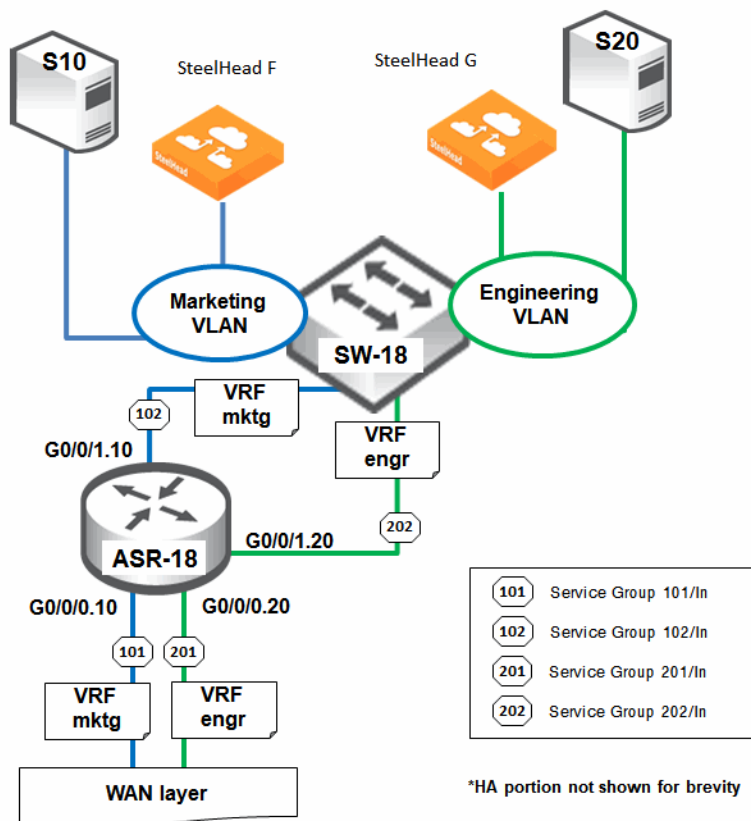 S10
SteelHead F
SteelHead G
S20
SteelHead
SteelHead
Marketing
VLAN
Engineering
VLAN
SW-18
VRF
mktg
102
VRF
engr
G0/0/1.10
202
G0/0/1.20
ASR-18
G0/0/0.10
G0/0/0.20
101
201
VRF
mktg
VRF
engr
WAN layer
101 Service Group 101/In
102 Service Group 102/In
201 Service Group 201/In
202 Service Group 202/In
*HA portion not shown for brevity